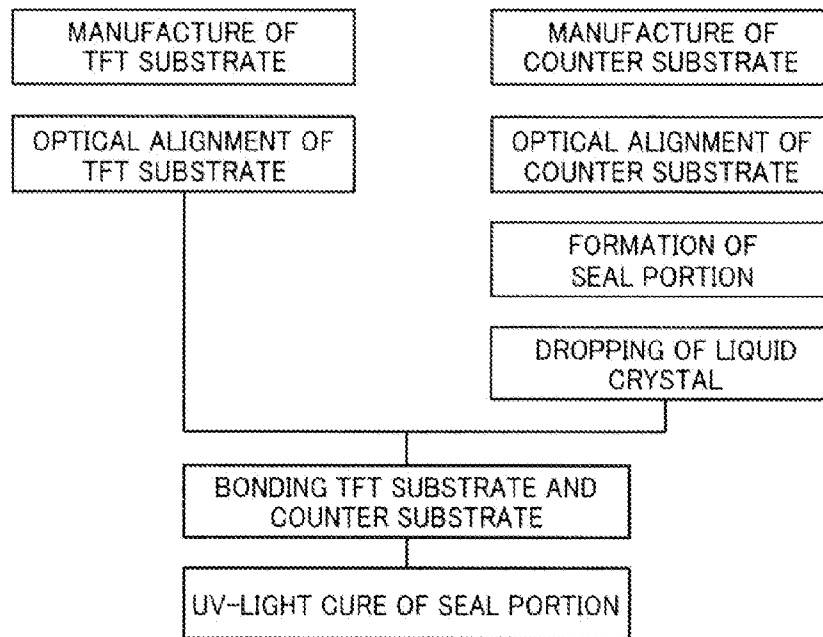 MANUFACTURE OF
TFT SUBSTRATE
MANUFACTURE OF
COUNTER SUBSTRATE
OPTICAL ALIGNMENT OF
TFT SUBSTRATE
OPTICAL ALIGNMENT OF
COUNTER SUBSTRATE
FORMATION OF
SEAL PORTION
DROPPING OF LIQUID
CRYSTAL
BONDING TFT SUBSTRATE AND
COUNTER SUBSTRATE
UV-LIGHT CURE OF SEAL PORTION